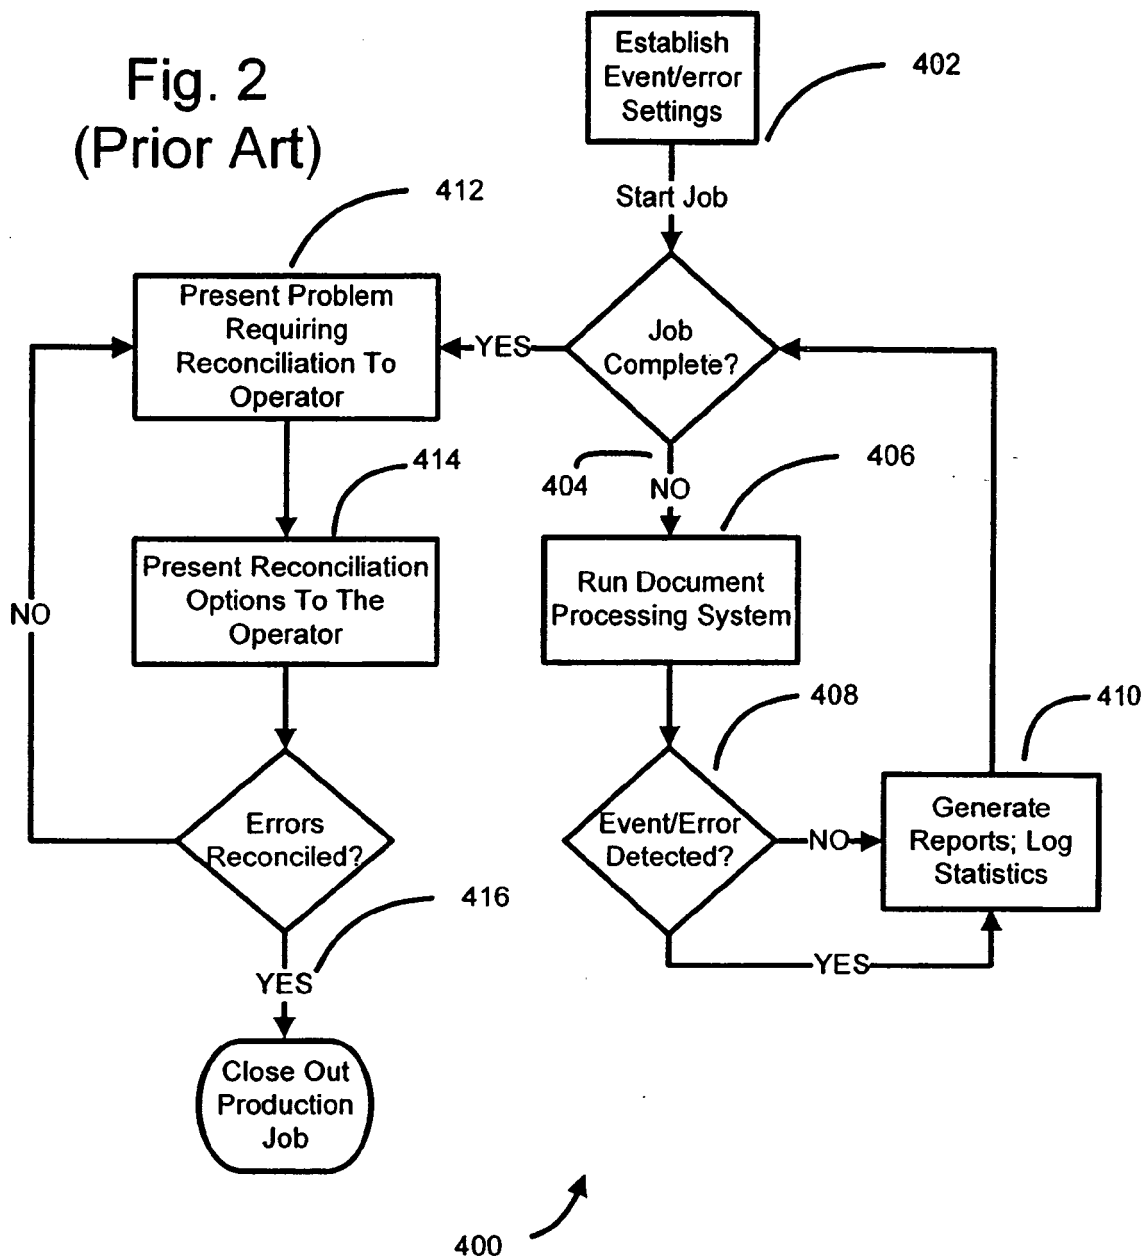 Fig. 2
(Prior Art)
Establish
Event/error
Settings
402
Start Job
412
Present Problem
Requiring
Reconciliation To
Operator
YES
Job
Complete?
404
NO
406
414
Present Reconciliation
Options To The
Operator
Run Document
Processing System
NO
408
410
Errors
Reconciled?
Event/Error
Detected?
NO
Generate
Reports; Log
Statistics
416
YES
YES
Close Out
Production
Job
400